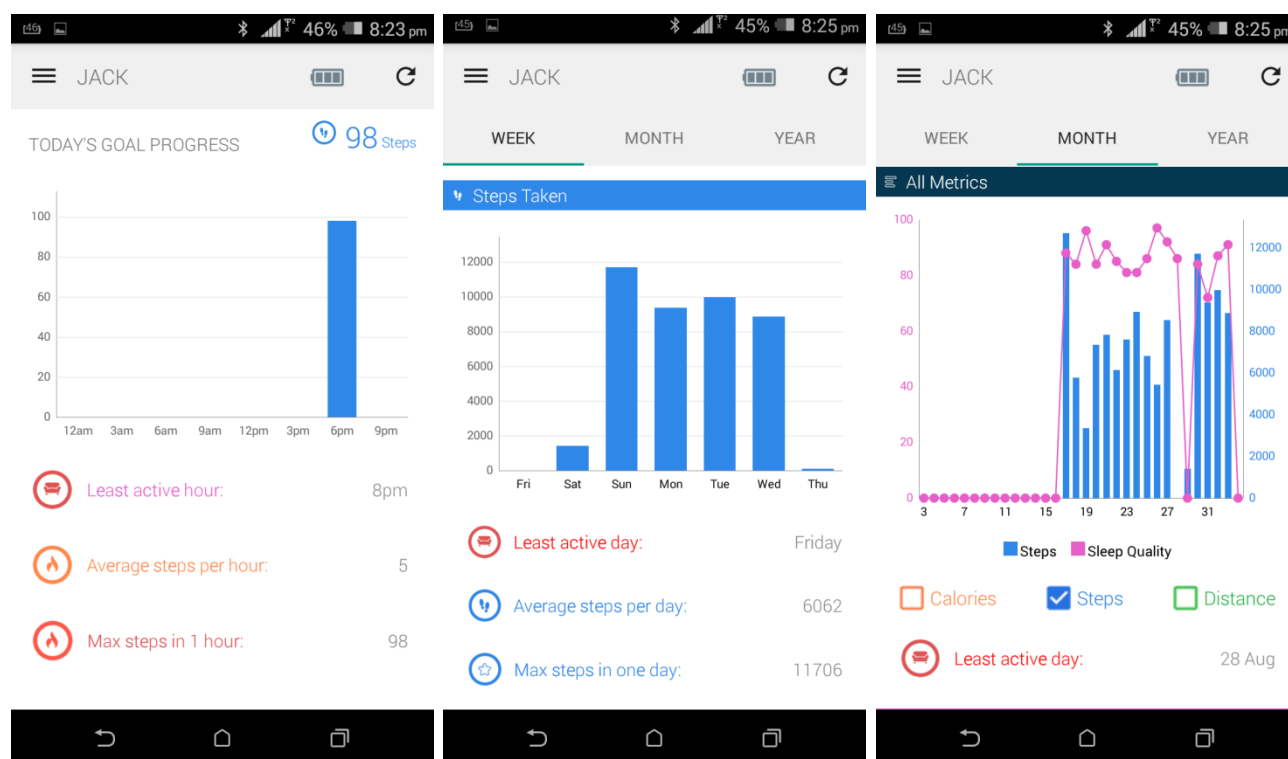 46 46% 8:23 pm
JACK
TODAY'S GOAL PROGRESS 98 Steps
100
80
60
40
20
0
12am 3am 6am 9am 12pm 3pm 6pm 9pm
Least active hour: 8pm
Average steps per hour: 5
Max steps in 1 hour: 98
45 45% 8:25 pm
JACK
WEEK MONTH YEAR
Steps Taken
12000
10000
8000
6000
4000
2000
0
Fri Sat Sun Mon Tue Wed Thu
Least active day: Friday
Average steps per day: 6062
Max steps in one day: 11706
45 45% 8:25 pm
JACK
WEEK MONTH YEAR
All Metrics
100
12000
80
10000
60 8000
6000
40
4000
20
2000
0 0
3 7 11 15 19 23 27 31
Steps Sleep Quality
Calories Steps Distance
Least active day: 28 Aug